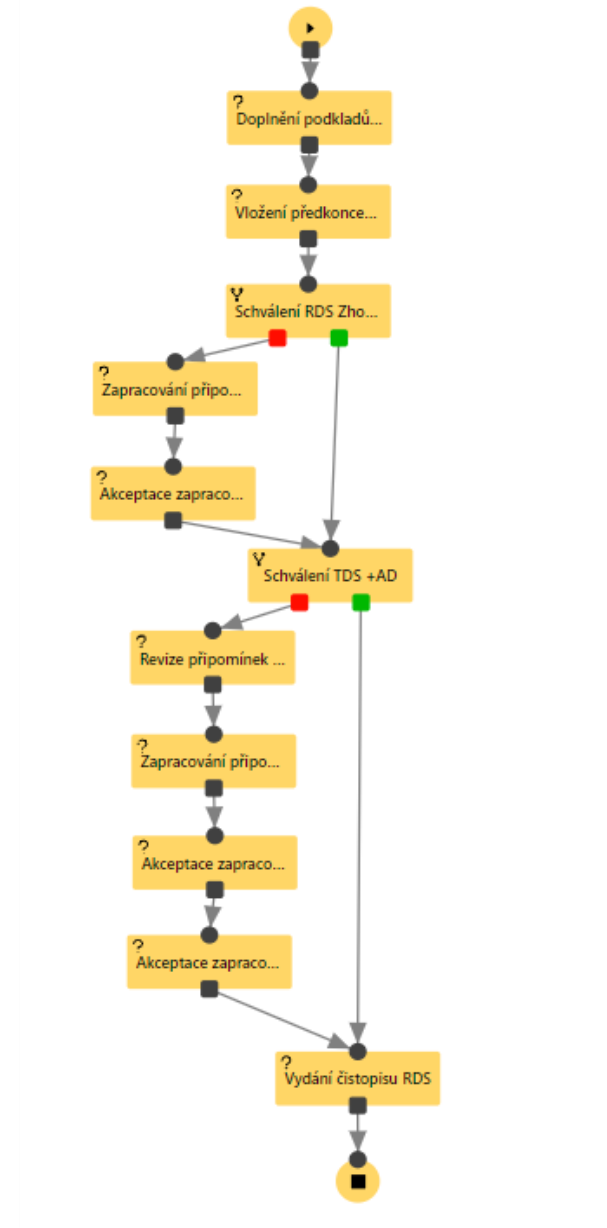 Doplnění podkladů...
Vložení předkonce...
Schválení RDS Zho...
Zapracování připo...
Akceptace zapraco...
Schválení TDS +AD
Revize připomínek ...
Zapracování připo...
Akceptace zapraco...
Akceptace zapraco...
Vydání čistopisu RDS